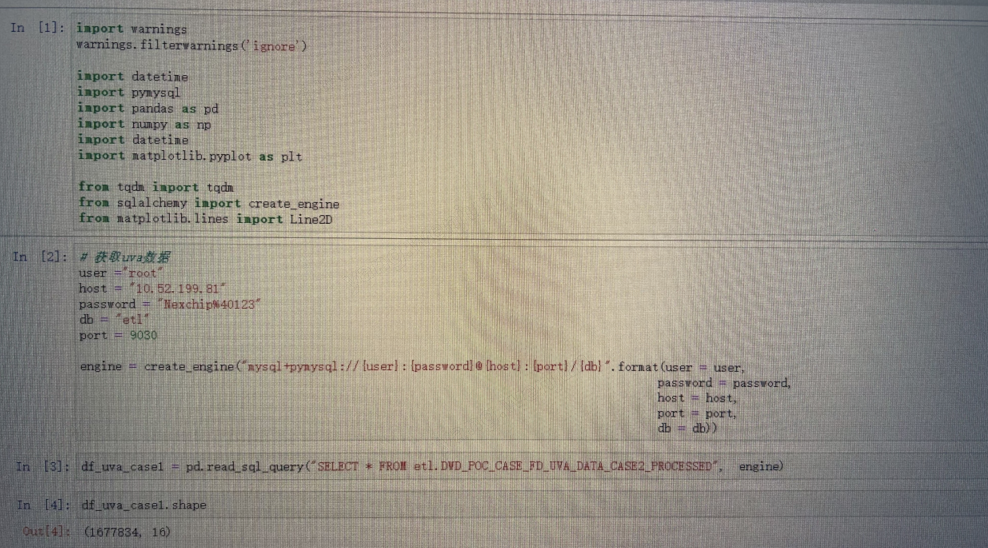 In [1]: import warnings
warnings.filterwarnings('ignore')
import datetime
import pymysql
import pandas as pd
import numpy as np
import datetime
import matplotlib.pyplot as plt
from tqdm import tqdm
from sqlalchemy import create_engine
from matplotlib.lines import Line2D
In [2]: # 获取uva数据
user ="root"
host = "10.52.199.81"
password = "Nexchip%40123"
db = "etl"
port = 9030
engine = create_engine("mysql+pymysql://{user}:{password}@{host}:{port}/{db}".format(user = user,
password = password,
host = host,
port = port,
db = db))
In [3]: df_uva_case1 = pd.read_sql_query("SELECT * FROM etl.DWD_POC_CASE_FD_UVA_DATA_CASE2_PROCESSED", engine)
In [4]: df_uva_case1.shape
Out[4]: (1677834, 16)